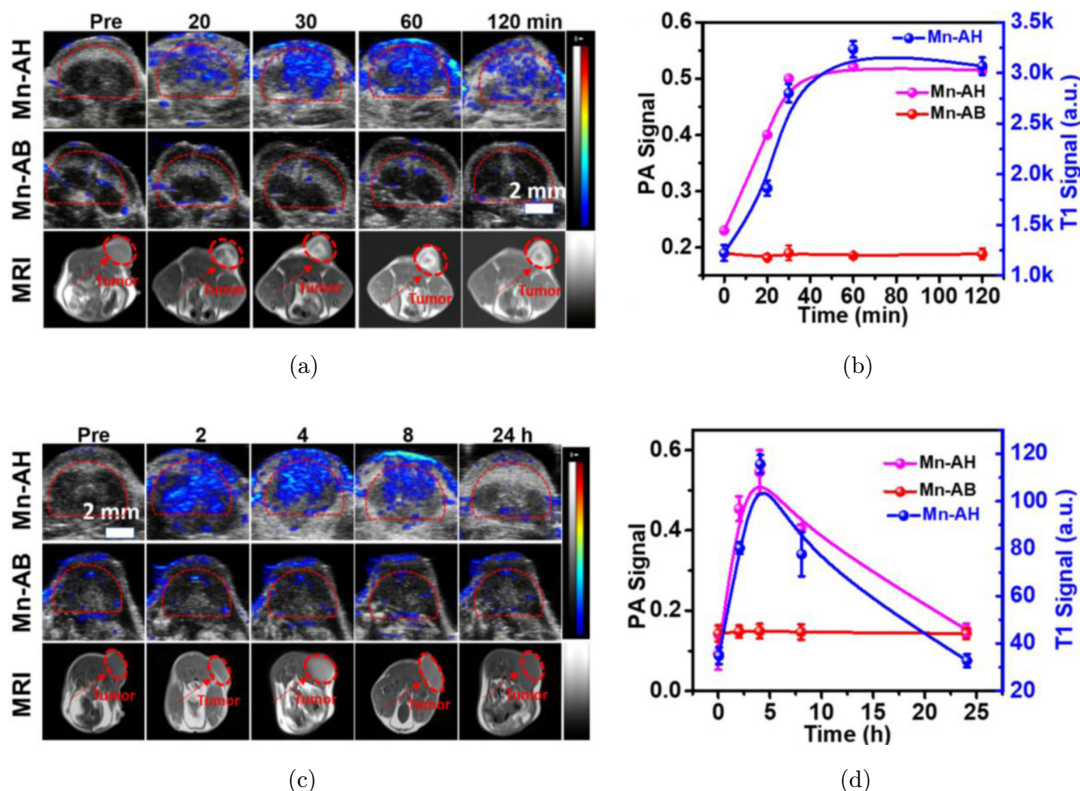 Pre 20 30 60 120 min
Mn-AH
Mn-AB
2 mm
MRI
Tumor Tumor Tumor Tumor Tumor
(a)
PA Signal
0.6
0.5
0.4
0.3
0.2
0 20 40 60 80 100 120
Time (min)
3.5k
3.0k
2.5k
2.0k
1.5k
1.0k
T1 Signal (a.u.)
Mn-AH
Mn-AH
Mn-AB
(b)
Pre 2 4 8 24 h
Mn-AH
2 mm
Mn-AB
MRI
Tumor Tumor Tumor Tumor Tumor
(c)
PA Signal
0.6
0.4
0.2
0.0
0 5 10 15 20 25
Time (h)
120
100
80
60
40
20
T1 Signal (a.u.)
Mn-AH
Mn-AB
Mn-AH
(d)